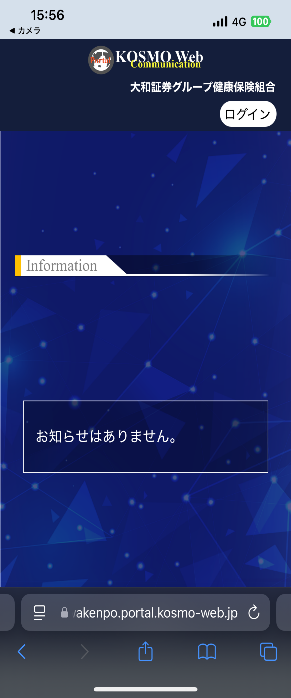 15:56
4G 100
◀ カメラ
KOSMO Web
Communication
大和証券グループ健康保険組合
ログイン
Information
お知らせはありません。
akenpo.portal.kosmo-web.jp